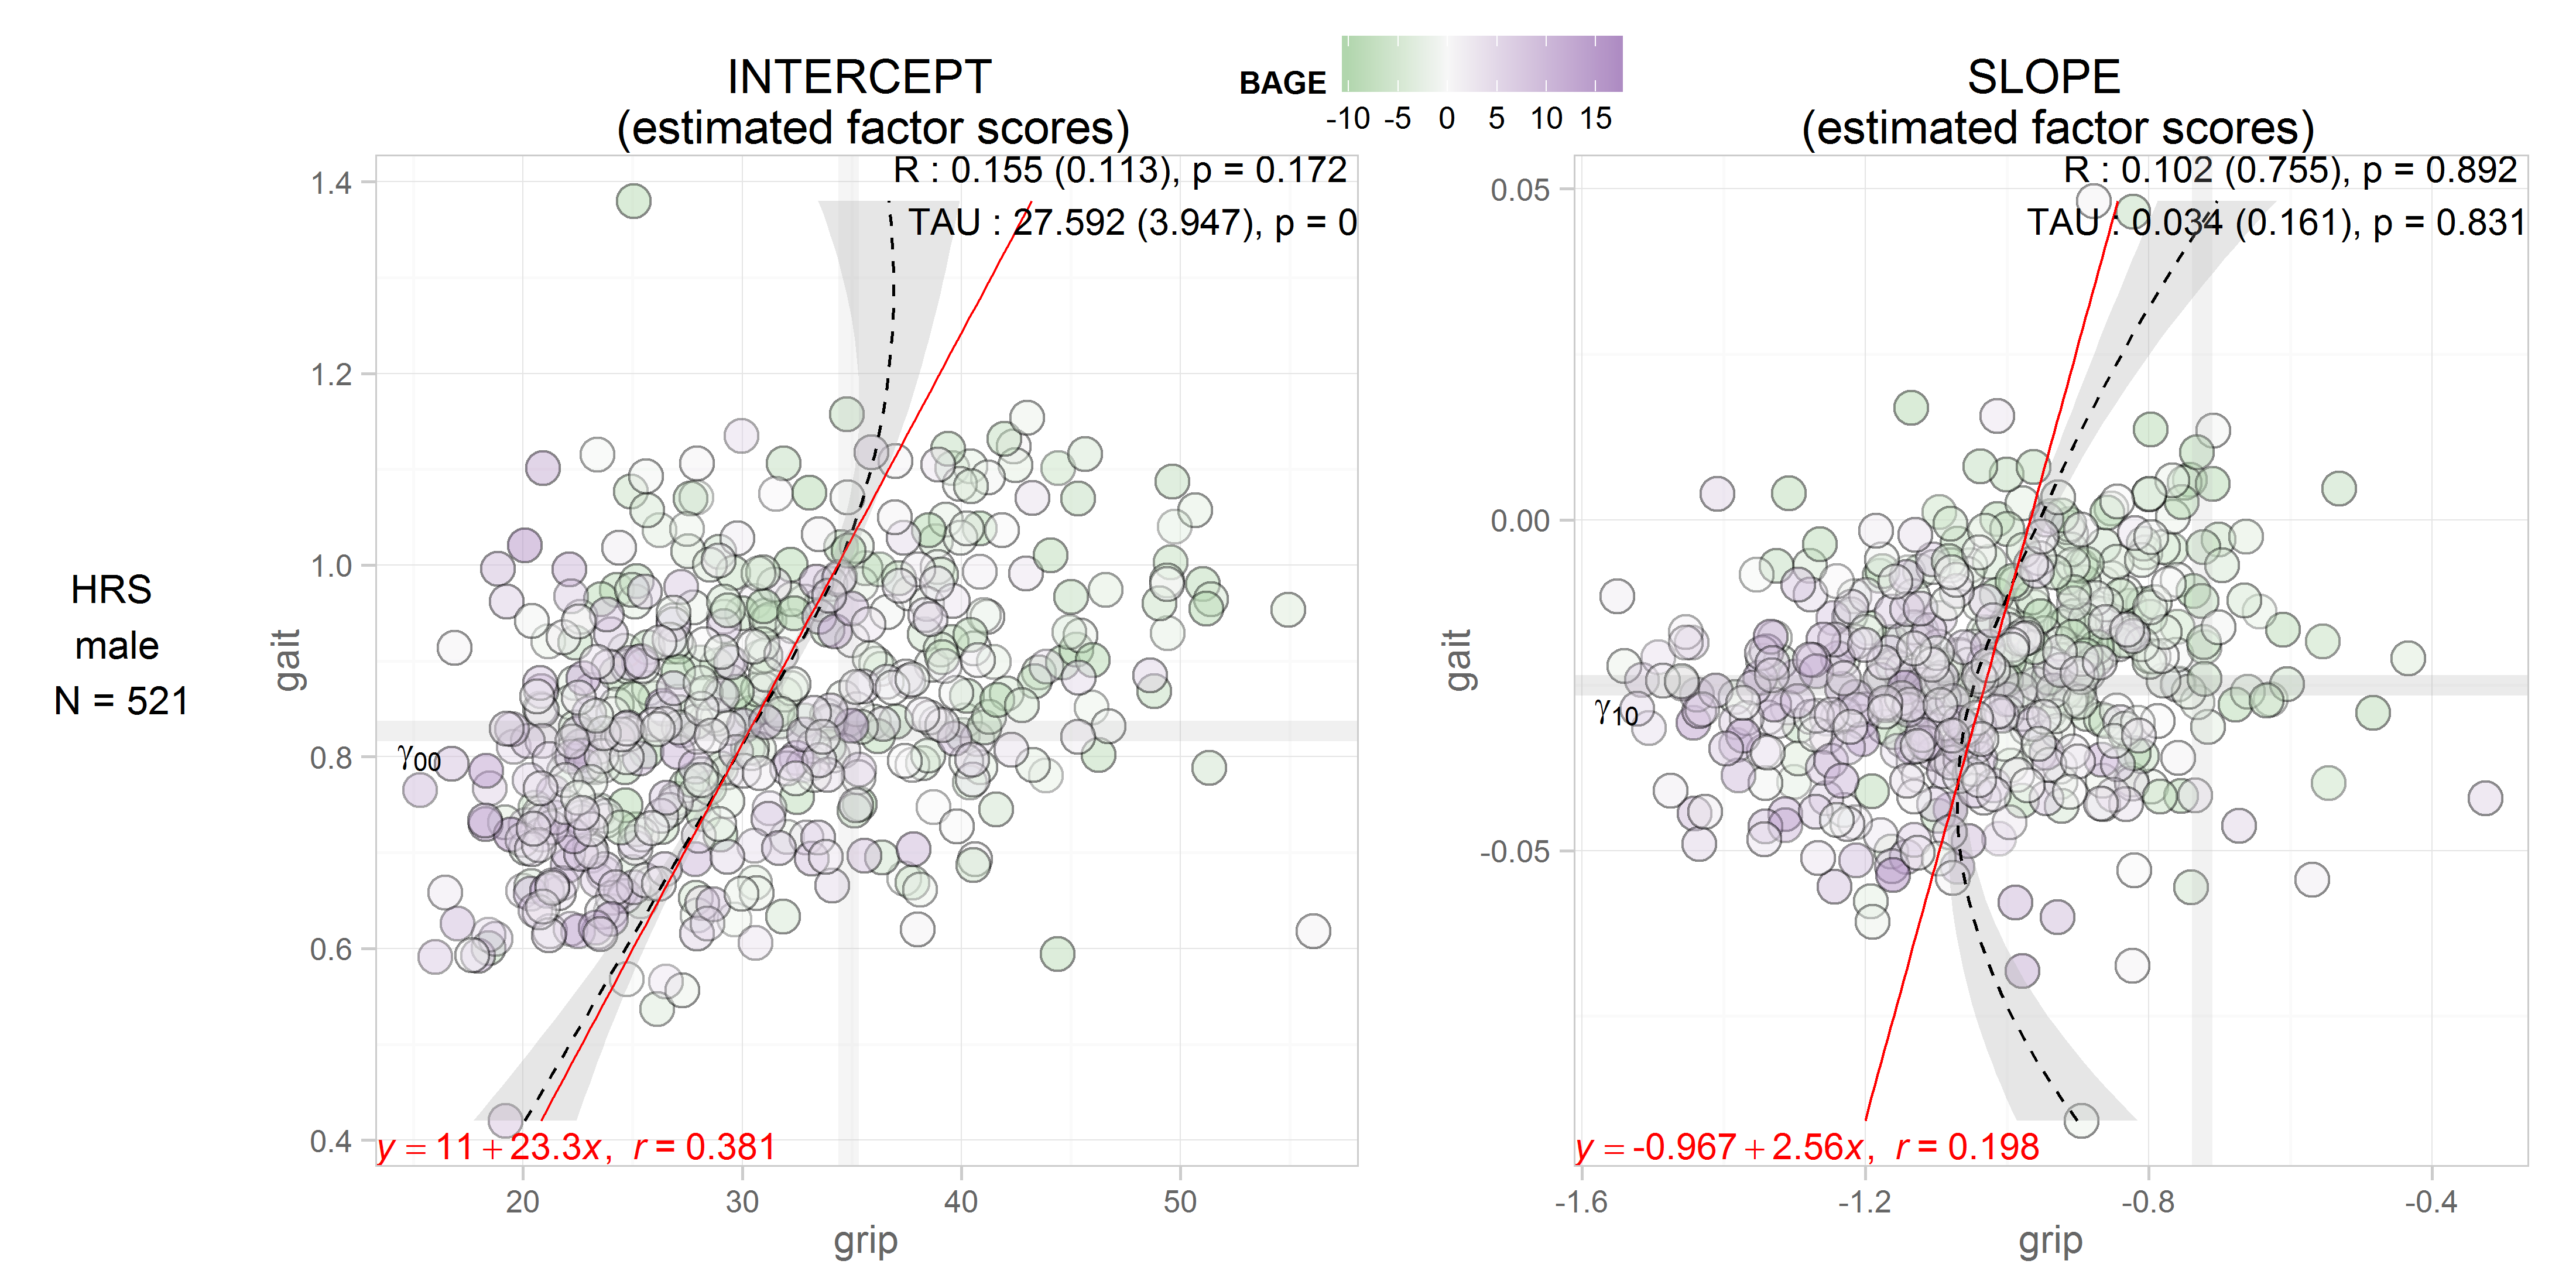 BAGE
-10 -5 0 5 10 15
INTERCEPT
(estimated factor scores)
R : 0.155 (0.113), p = 0.172
TAU : 27.592 (3.947), p = 0
1.4
1.2
1.0
0.8
0.6
0.4
gait
γ00
y = 11 + 23.3x, r = 0.381
20 30 40 50
grip
HRS
male
N = 521
SLOPE
(estimated factor scores)
R : 0.102 (0.755), p = 0.892
TAU : 0.034 (0.161), p = 0.831
0.05
0.00
-0.05
gait
γ10
y = -0.967 + 2.56x, r = 0.198
-1.6 -1.2 -0.8 -0.4
grip